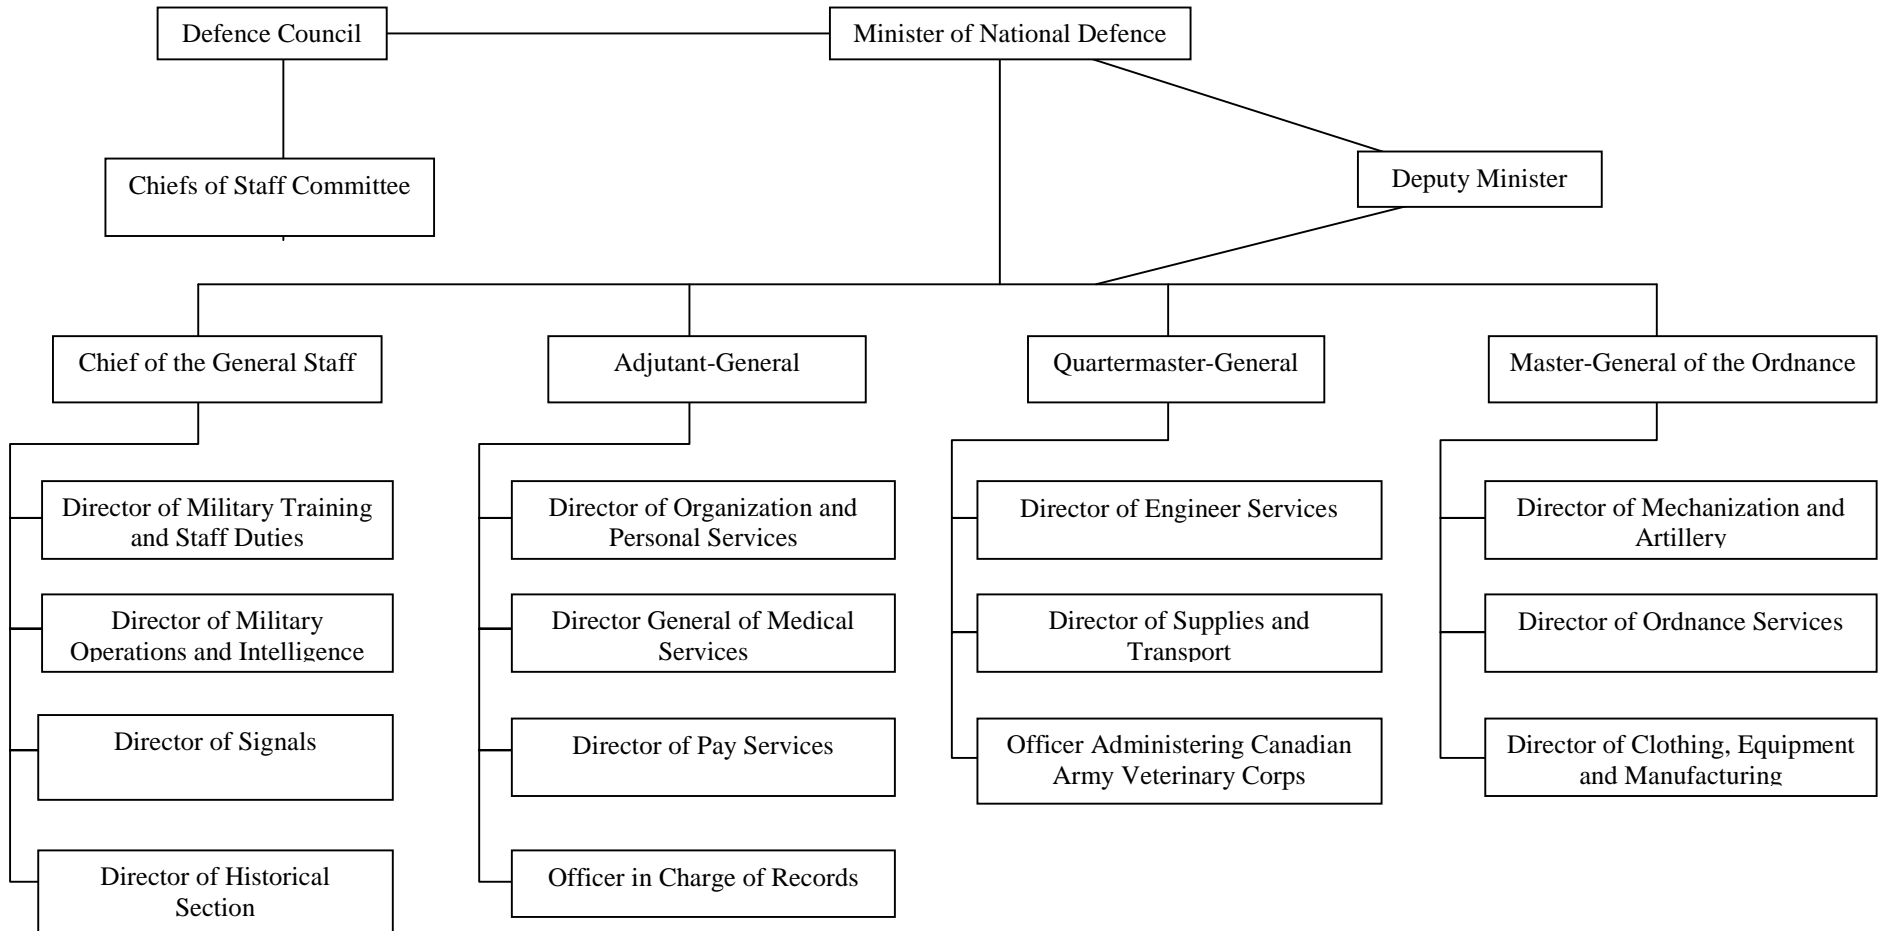 Defence Council
Minister of National Defence
Chiefs of Staff Committee
Deputy Minister
Chief of the General Staff
Adjutant-General
Quartermaster-General
Master-General of the Ordnance
Director of Military Training
and Staff Duties
Director of Military
Operations and Intelligence
Director of Signals
Director of Historical
Section
Director of Organization and
Personal Services
Director General of Medical
Services
Director of Pay Services
Officer in Charge of Records
Director of Engineer Services
Director of Supplies and
Transport
Officer Administering Canadian
Army Veterinary Corps
Director of Mechanization and
Artillery
Director of Ordnance Services
Director of Clothing, Equipment
and Manufacturing